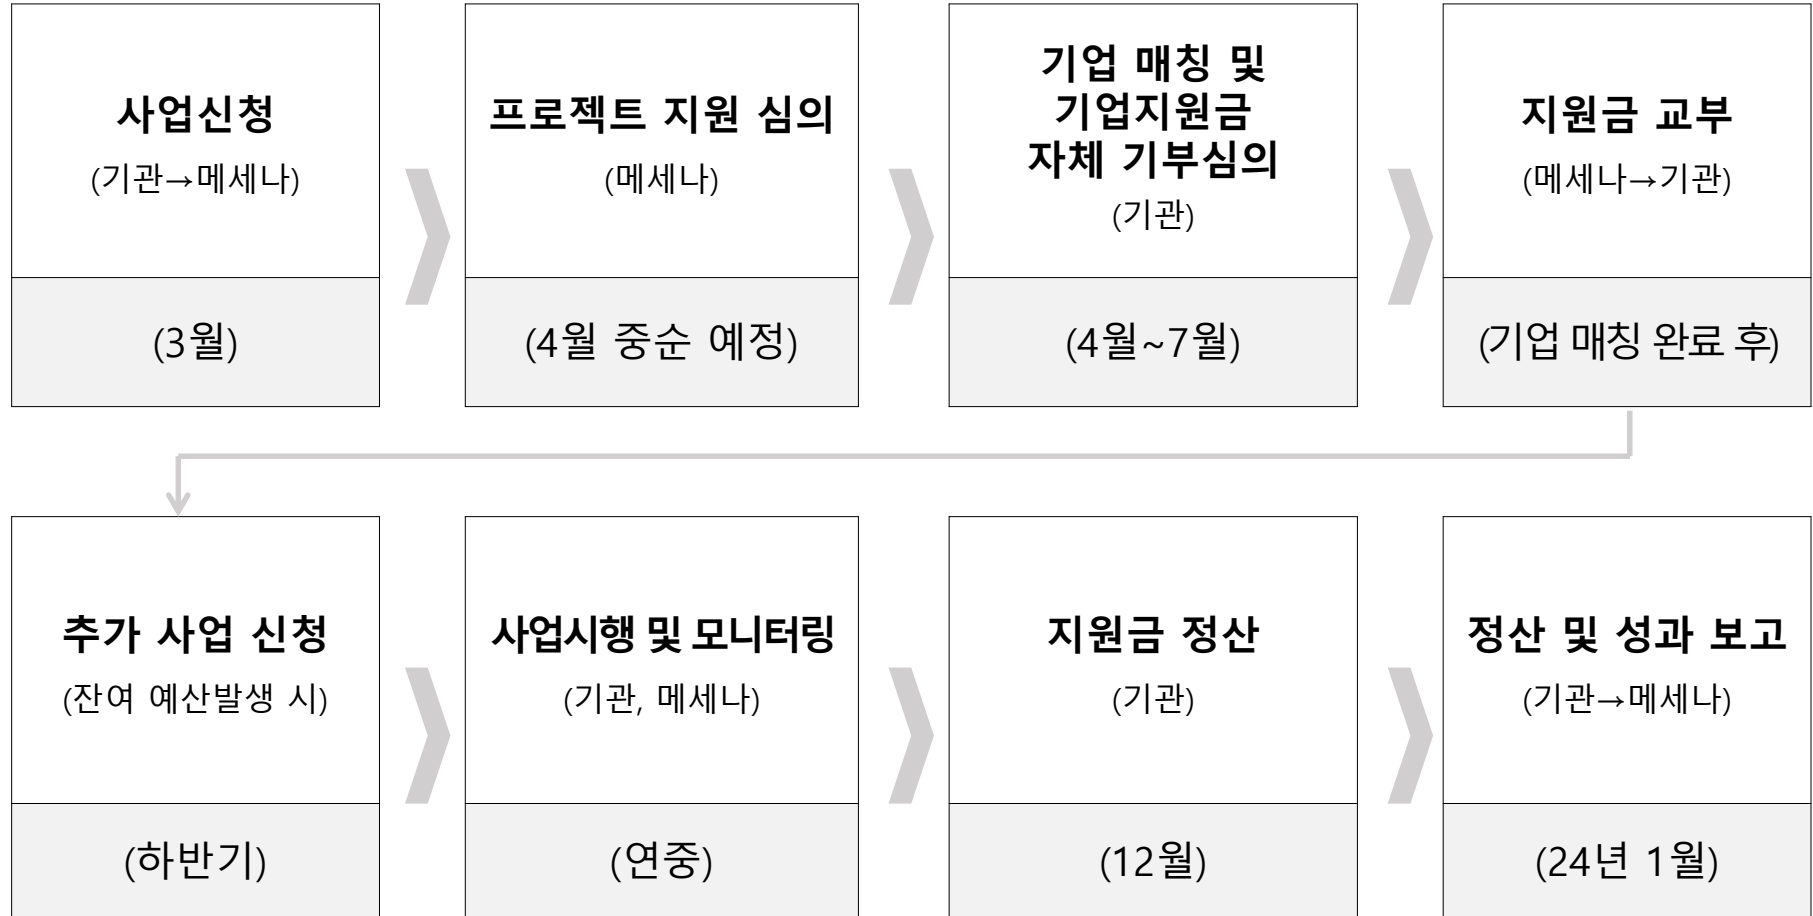 사업신청
(기관→메세나)
(3월)
프로젝트 지원 심의
(메세나)
(4월 중순 예정)
기업 매칭 및
기업지원금
자체 기부심의
(기관)
(4월~7월)
지원금 교부
(메세나→기관)
(기업 매칭 완료 후)
추가 사업 신청
(잔여 예산발생 시)
(하반기)
사업시행 및 모니터링
(기관, 메세나)
(연중)
지원금 정산
(기관)
(12월)
정산 및 성과 보고
(기관→메세나)
(24년 1월)